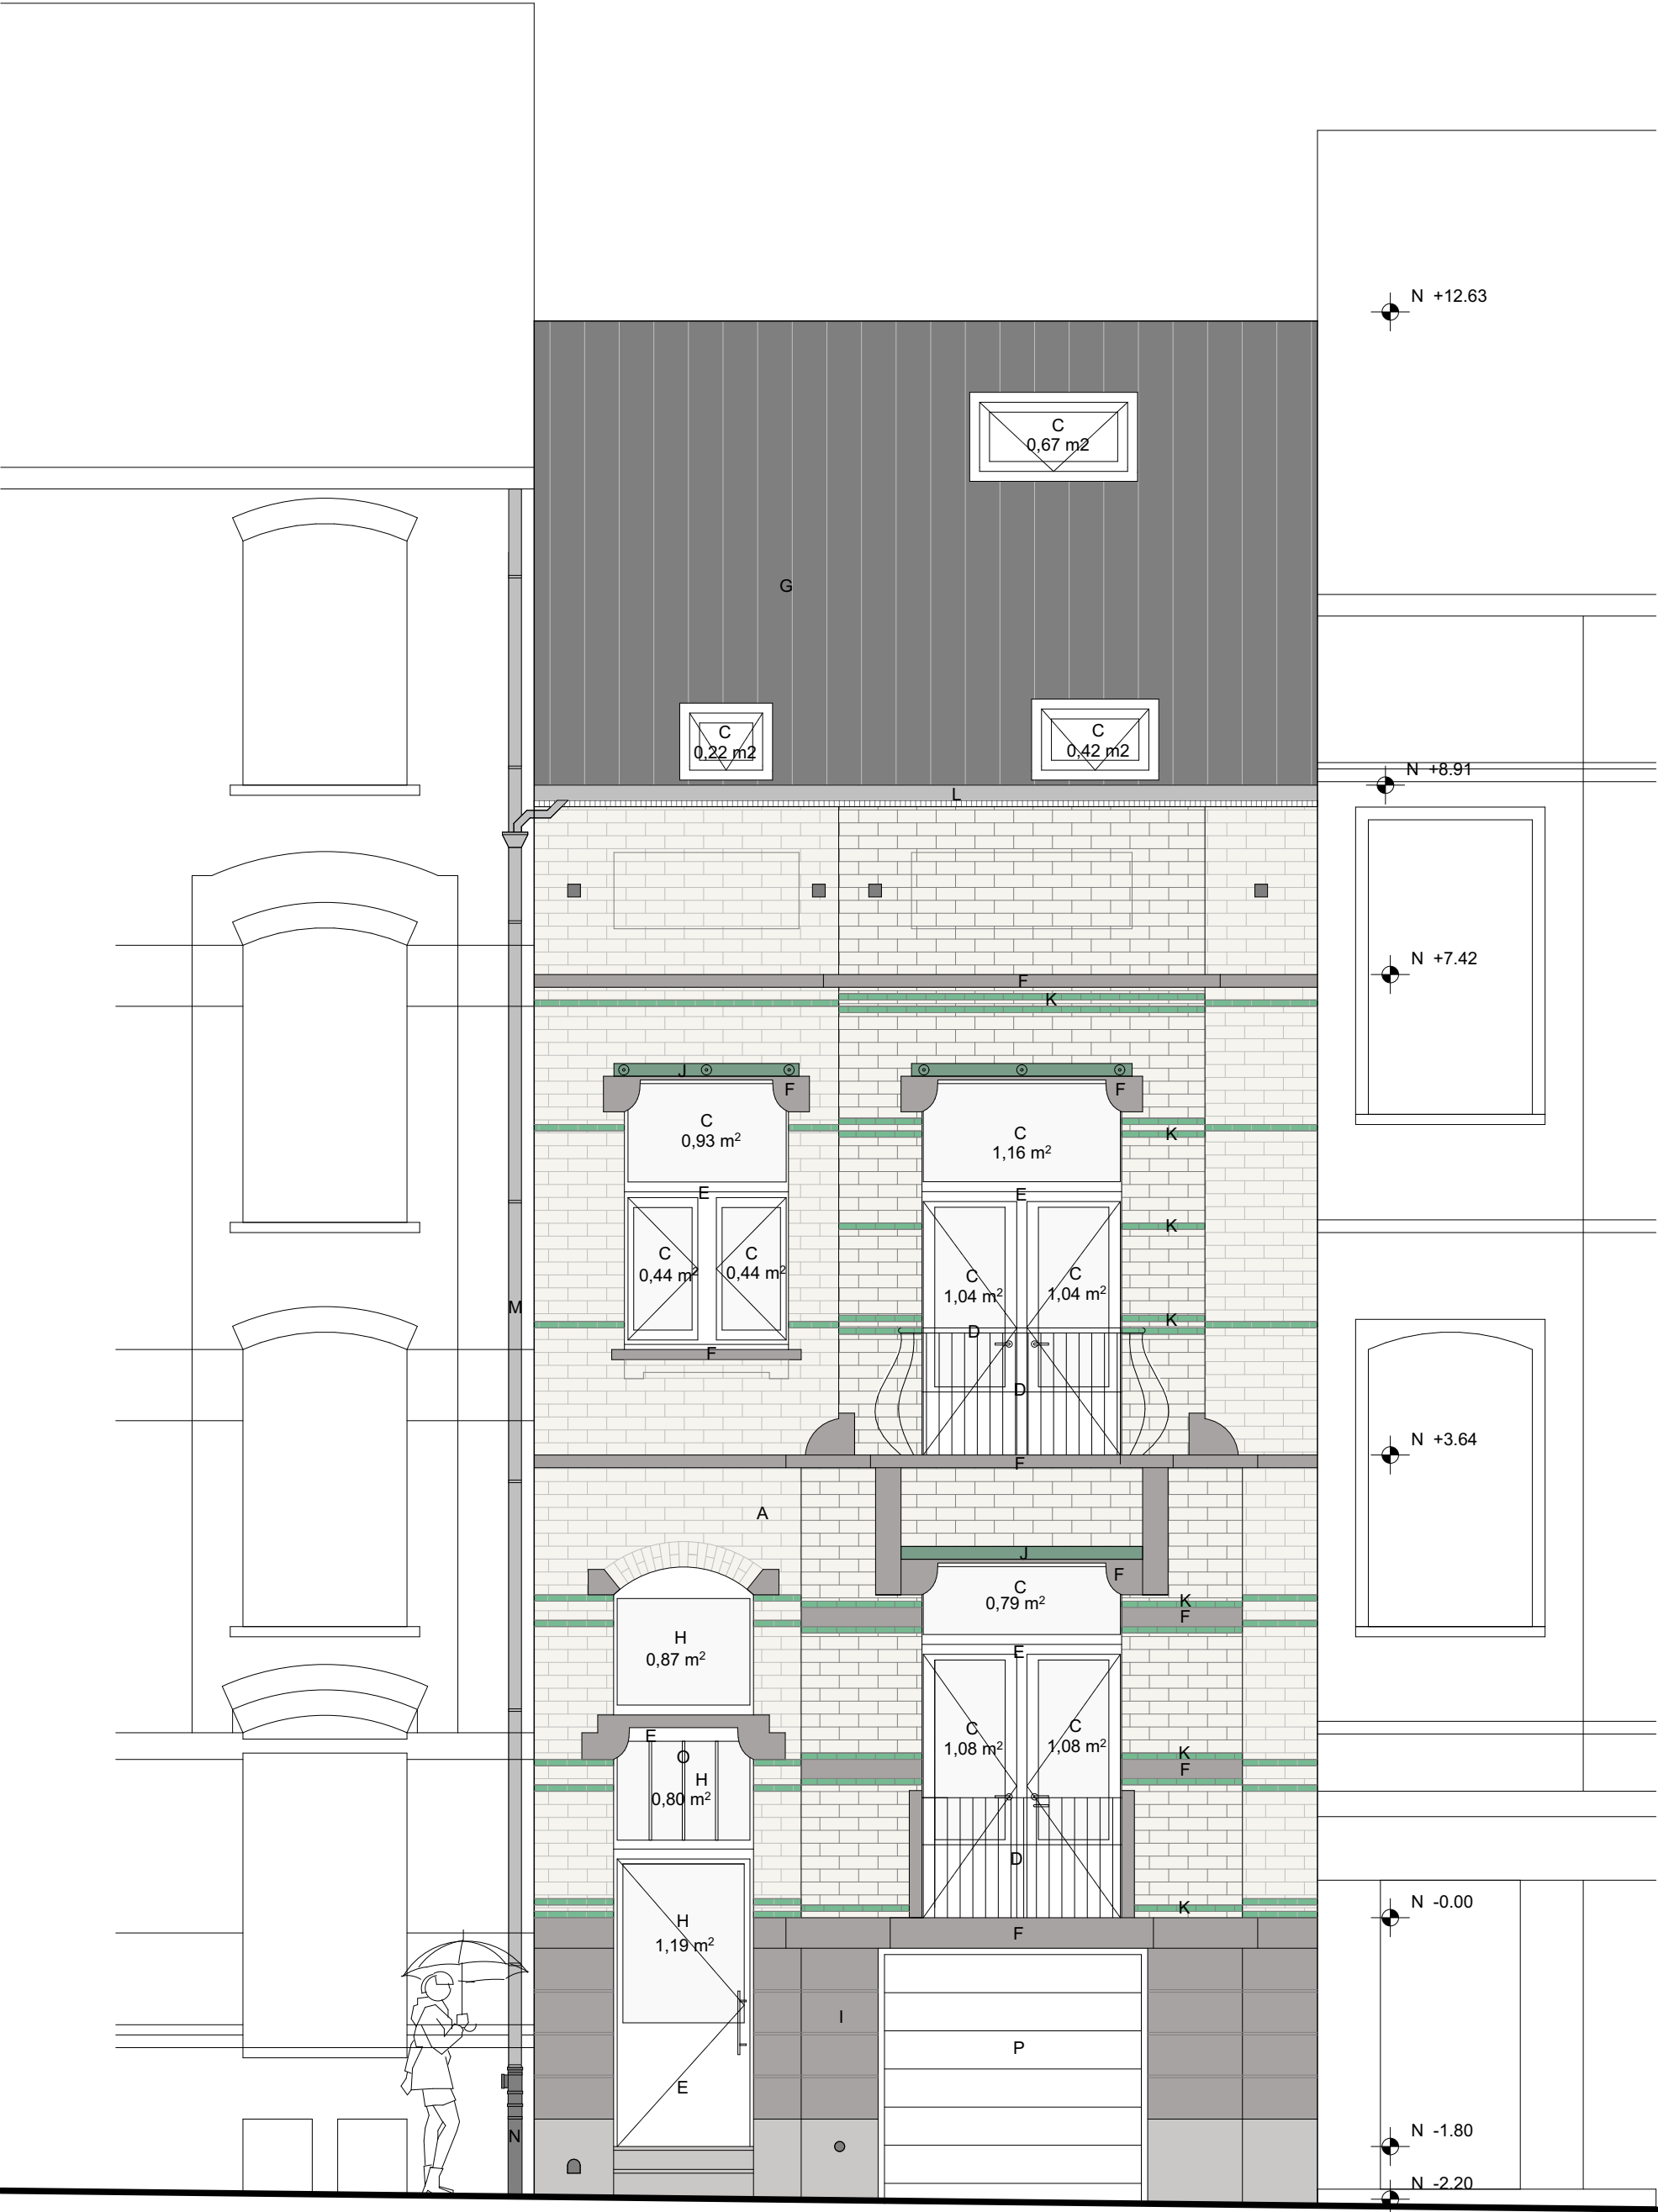 N +12.63
C
0,67 m2
G
C
0,22 m2
C
0,42 m2
N +8.91
L
N +7.42
F
K
J
F
F
C
0,93 m²
C
1,16 m²
K
E
E
K
C
0,44 m²
C
0,44 m²
C
1,04 m²
C
1,04 m²
M
K
D
F
D
N +3.64
F
A
J
F
C
0,79 m²
K
F
H
0,87 m²
E
E
O
C
1,08 m²
C
1,08 m²
K
F
H
0,80 m²
D
N -0.00
K
H
1,19 m²
F
I
P
E
N
N -1.80
N -2.20